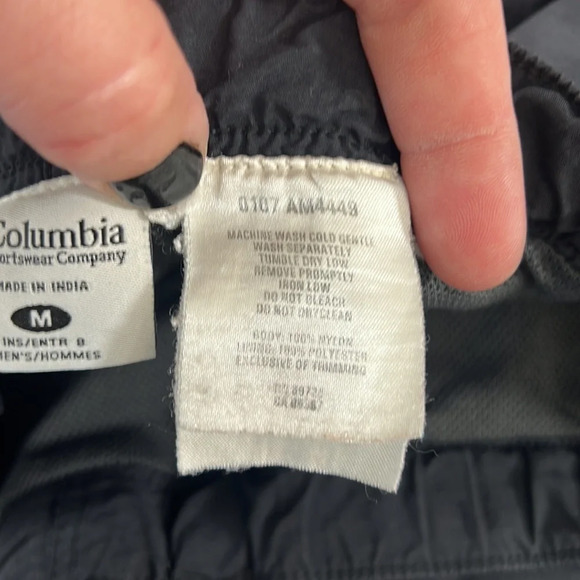 Columbia
Sportswear Company
MADE IN INDIA
M
INS/ENTR 8
MEN'S/HOMMES
0107 AM4449
MACHINE WASH COLD GENTLE
WASH SEPARATELY
TUMBLE DRY LOW
REMOVE PROMPTLY
IRON LOW
DO NOT BLEACH
DO NOT DRYCLEAN
BODY: 100% NYLON
LINING: 100% POLYESTER
EXCLUSIVE OF TRIMMING